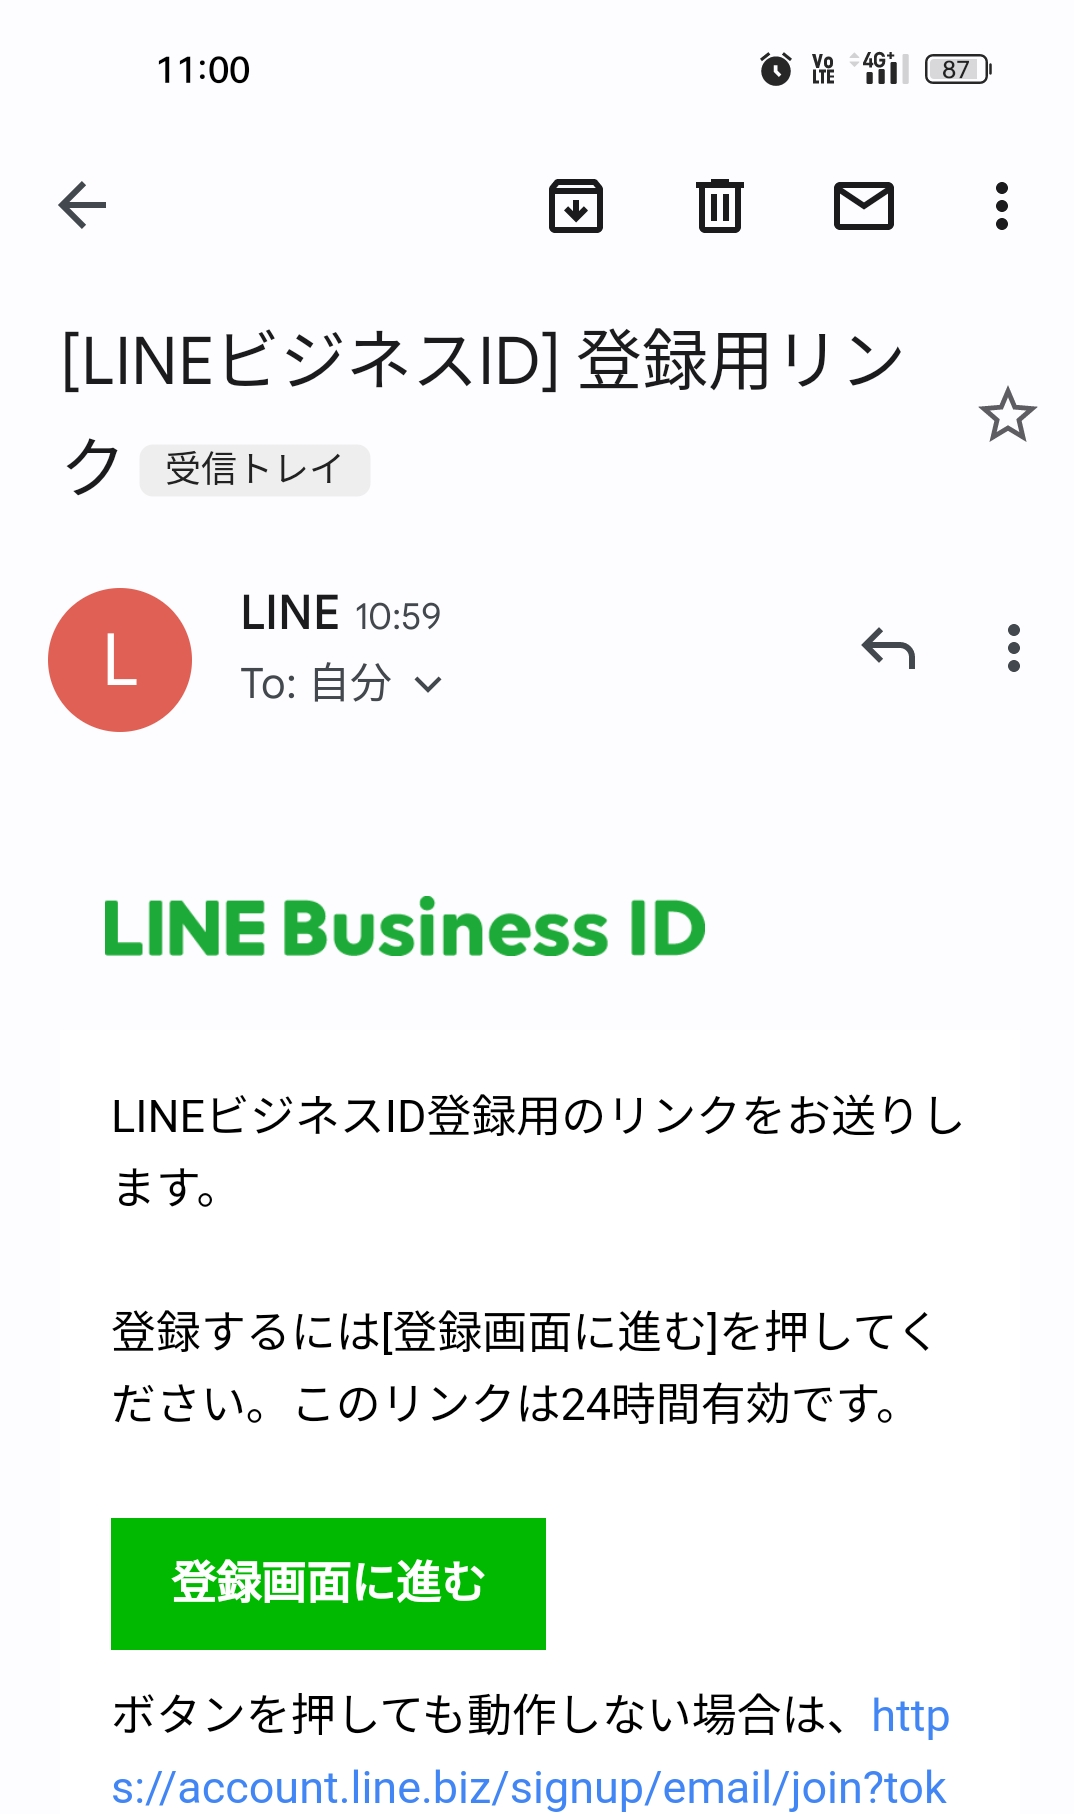 11:00
Vo LTE 4G+ 87
[LINEビジネスID] 登録用リン
ク 受信トレイ
L
LINE 10:59
To: 自分
LINE Business ID
LINEビジネスID登録用のリンクをお送りし
ます。
登録するには[登録画面に進む]を押してく
ださい。このリンクは24時間有効です。
登録画面に進む
ボタンを押しても動作しない場合は、http
s://account.line.biz/signup/email/join?tok